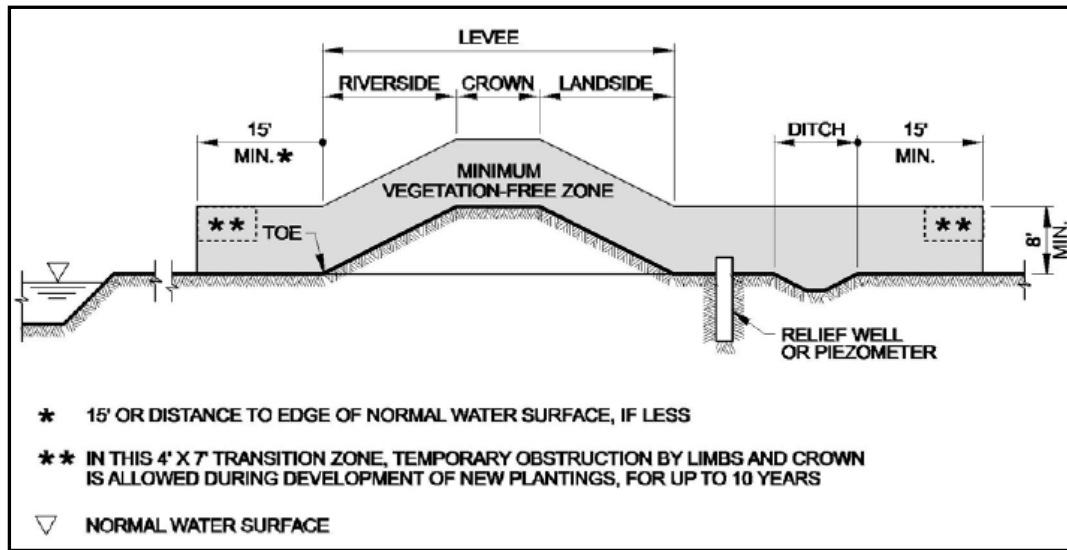 LEVEE
RIVERSIDE CROWN LANDSIDE
15'
MIN.*
DITCH
15'
MIN.
MINIMUM
VEGETATION-FREE ZONE
**
TOE
**
8'
MIN.
RELIEF WELL
OR PIEZOMETER
* 15' OR DISTANCE TO EDGE OF NORMAL WATER SURFACE, IF LESS
** IN THIS 4' X 7' TRANSITION ZONE, TEMPORARY OBSTRUCTION BY LIMBS AND CROWN
IS ALLOWED DURING DEVELOPMENT OF NEW PLANTINGS, FOR UP TO 10 YEARS
NORMAL WATER SURFACE